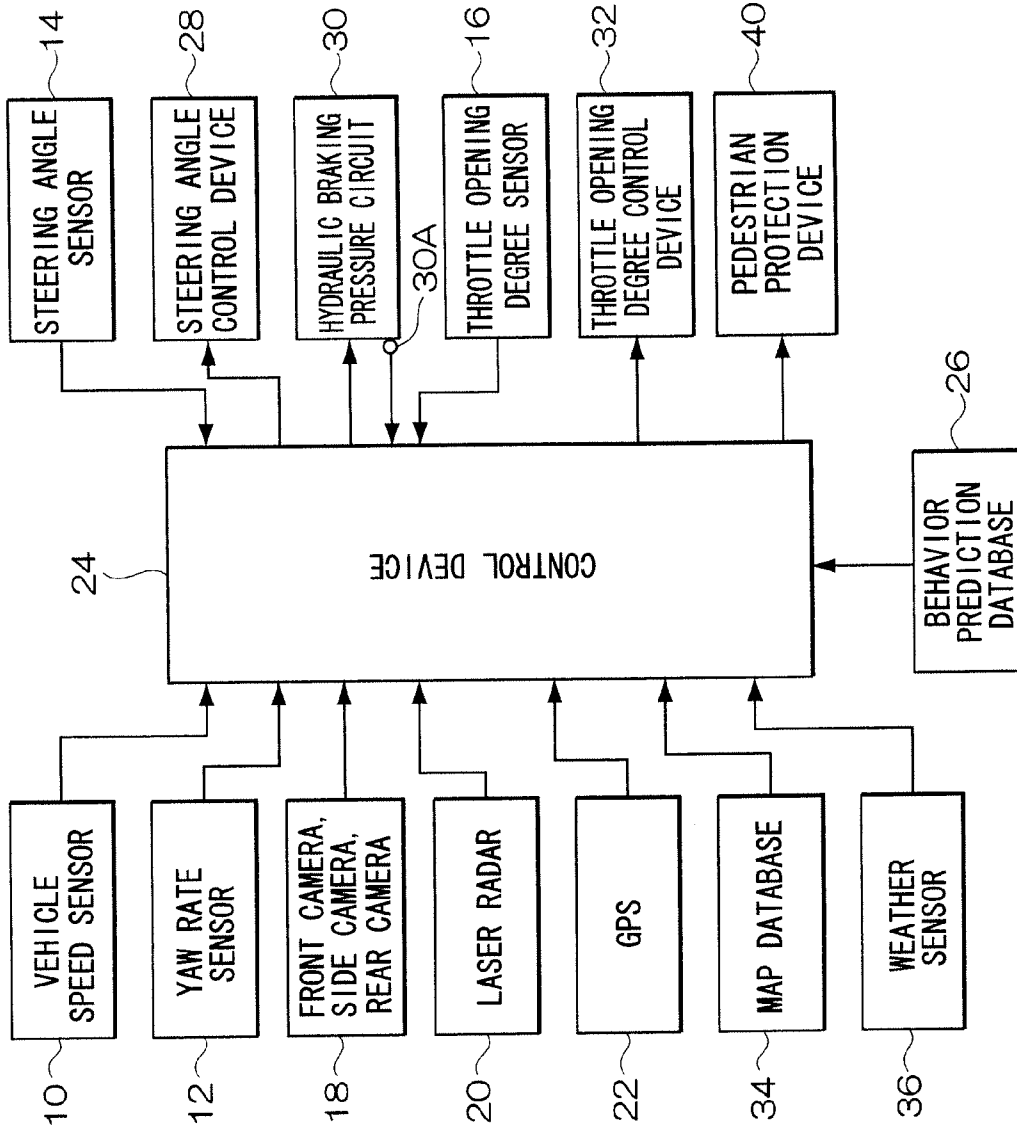 10
VEHICLE
SPEED SENSOR
12
YAW RATE
SENSOR
18
FRONT CAMERA,
SIDE CAMERA,
REAR CAMERA
20
LASER RADAR
22
GPS
34
MAP DATABASE
36
WEATHER
SENSOR
24
CONTROL DEVICE
26
BEHAVIOR
PREDICTION
DATABASE
STEERING ANGLE
SENSOR
14
STEERING ANGLE
CONTROL DEVICE
28
HYDRAULIC BRAKING
PRESSURE CIRCUIT
30
30A
THROTTLE OPENING
DEGREE SENSOR
16
THROTTLE OPENING
DEGREE CONTROL
DEVICE
32
PEDESTRIAN
PROTECTION
DEVICE
40